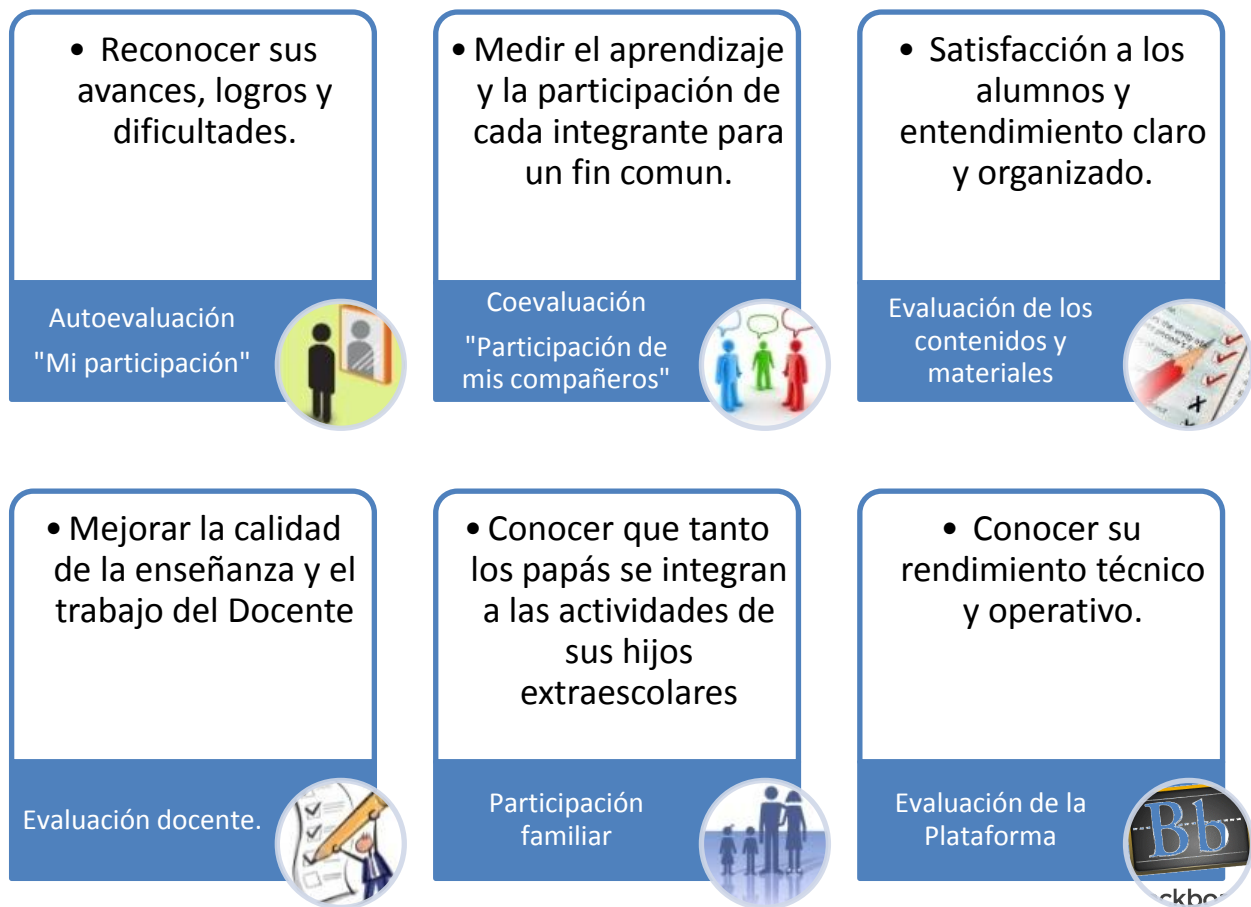 • Reconocer sus
avances, logros y
dificultades.
Autoevaluación
"Mi participación"
• Medir el aprendizaje
y la participación de
cada integrante para
un fin comun.
Coevaluación
"Participación de
mis compañeros"
• Satisfacción a los
alumnos y
entendimiento claro
y organizado.
Evaluación de los
contenidos y
materiales
• Mejorar la calidad
de la enseñanza y el
trabajo del Docente
Evaluación docente.
• Conocer que tanto
los papás se integran
a las actividades de
sus hijos
extraescolares
Participación
familiar
• Conocer su
rendimiento técnico
y operativo.
Evaluación de la
Plataforma
Bb